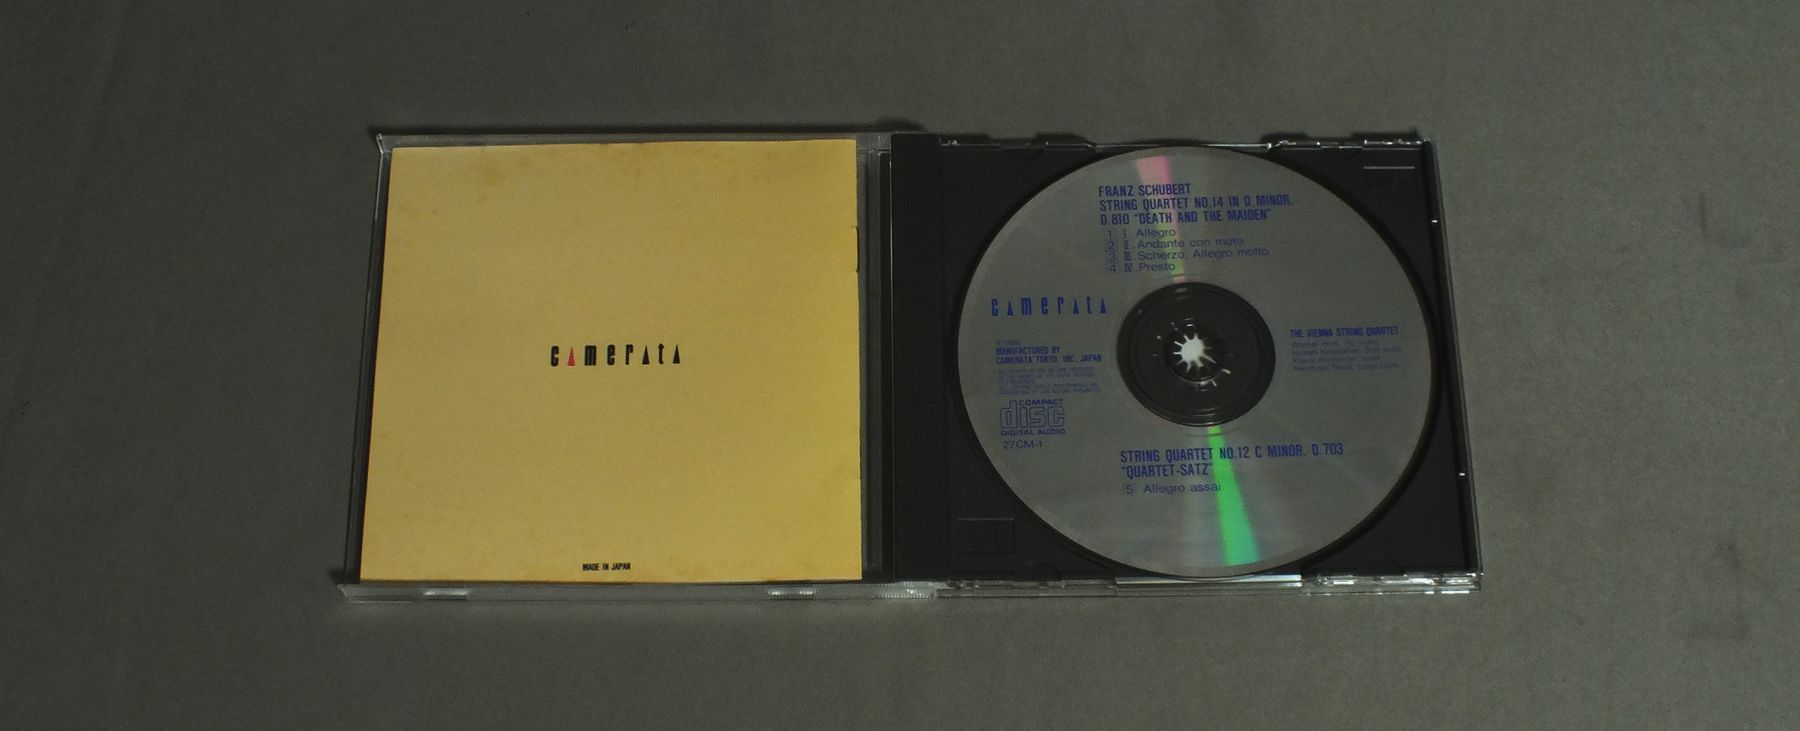 camerata
MADE IN JAPAN
FRANZ SCHUBERT
STRING QUARTET NO.14 IN D MINOR.
D.810 "DEATH AND THE MAIDEN"
1 I. Allegro
2 II. Andante con moto
3 III. Scherzo. Allegro molto
4 IV Presto
camerata
MANUFACTURED BY
CAMERATA TOKYO. INC., JAPAN
COMPACT
disc
DIGITAL AUDIO
27CM-1
THE VIENNA STRING QUARTET
STRING QUARTET NO.12 C MINOR. D.703
"QUARTET-SATZ"
5 Allegro assai